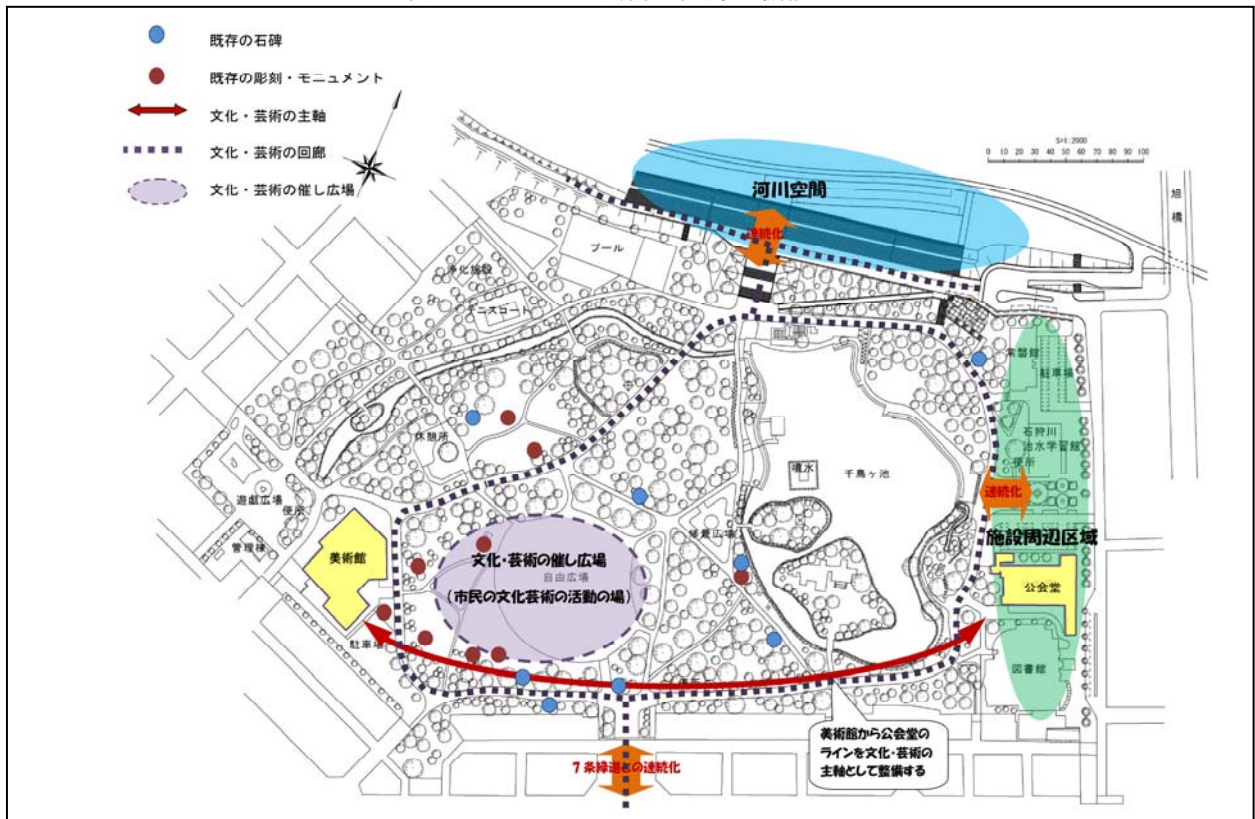 既存の石碑
既存の彫刻・モニュメント
文化・芸術の主軸
文化・芸術の回廊
文化・芸術の催し広場
S=1:2000
0 10 20 30 40 50 60 70 80 90 100
旭橋
河川空間
連続化
プール
浄化施設
テニスコート
常磐館
駐車場
石狩川
治水学習館
便所
連続化
施設周辺区域
公会堂
図書館
噴水
千鳥ヶ池
休憩所
遊戯広場
便所
管理棟
美術館
駐車場
文化・芸術の催し広場
自由広場
(市民の文化芸術の活動の場)
美術館から公会堂の
ラインを文化・芸術の
主軸として整備する
7条緑道との連続化